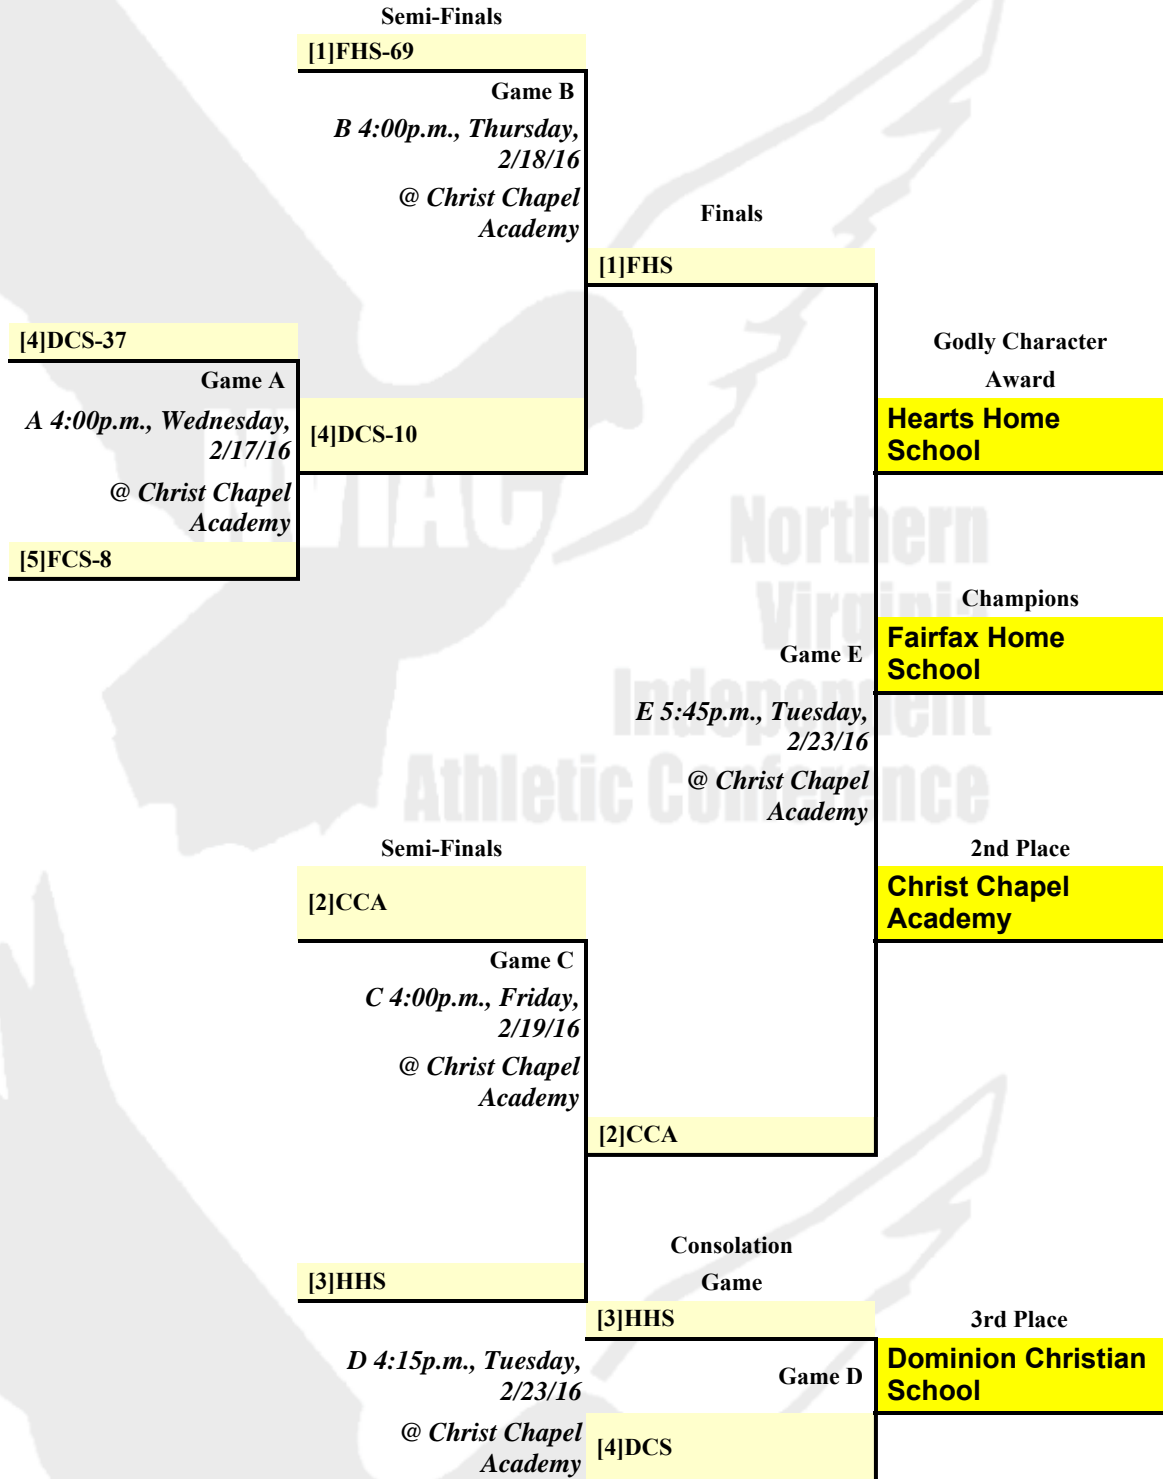 Semi-Finals
[1]FHS-69
Game B
B 4:00p.m., Thursday,
2/18/16
@ Christ Chapel
Academy
Finals
[1]FHS
[4]DCS-37
Game A
A 4:00p.m., Wednesday,
2/17/16
@ Christ Chapel
Academy
[5]FCS-8
[4]DCS-10
Godly Character
Award
Hearts Home
School
NVIAC
Northern
Virginia
Independent
Athletic Conference
Champions
Fairfax Home
School
Game E
E 5:45p.m., Tuesday,
2/23/16
@ Christ Chapel
Academy
2nd Place
Christ Chapel
Academy
Semi-Finals
[2]CCA
Game C
C 4:00p.m., Friday,
2/19/16
@ Christ Chapel
Academy
[2]CCA
[3]HHS
Consolation
Game
[3]HHS
D 4:15p.m., Tuesday,
2/23/16
@ Christ Chapel
Academy
Game D
[4]DCS
3rd Place
Dominion Christian
School